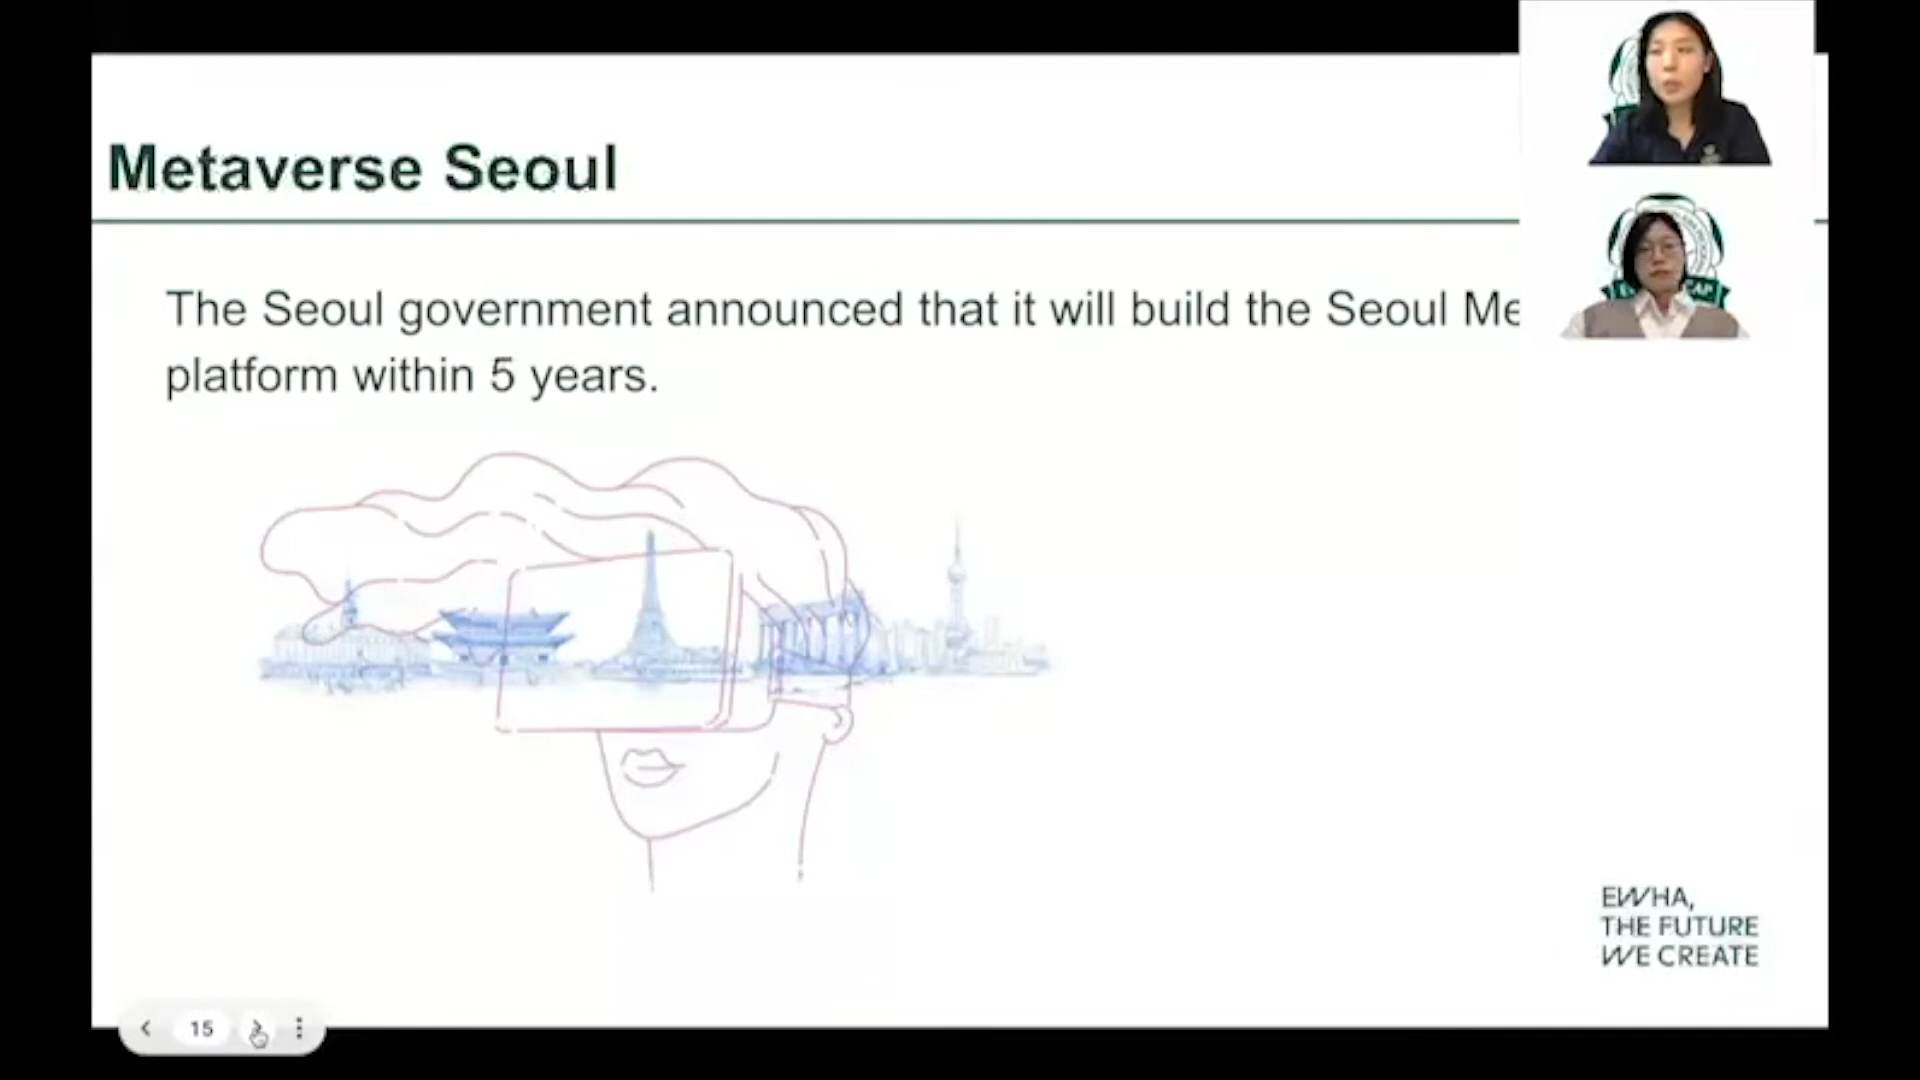 Metaverse Seoul
The Seoul government announced that it will build the Seoul Me
platform within 5 years.
EWHA,
THE FUTURE
WE CREATE
15